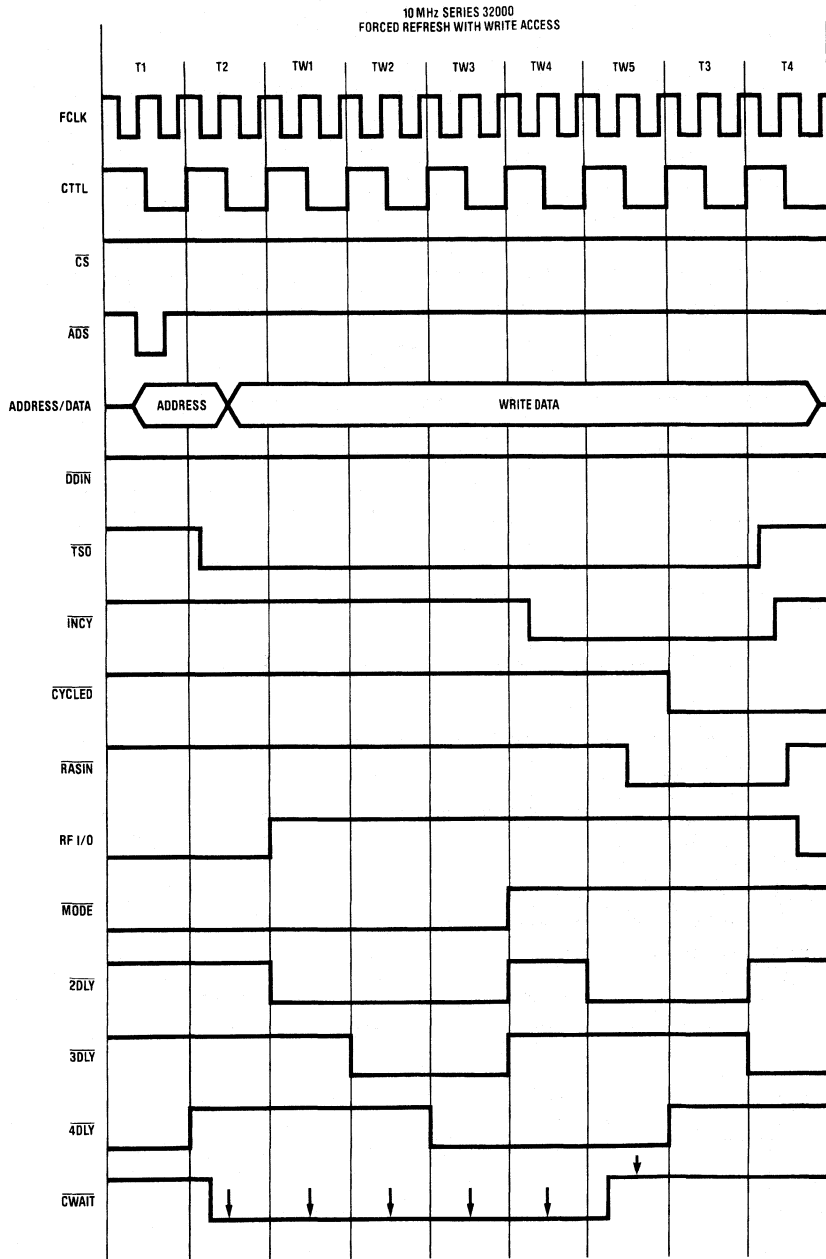 10 MHz SERIES 32000
FORCED REFRESH WITH WRITE ACCESS
T1 T2 TW1 TW2 TW3 TW4 TW5 T3 T4
FCLK
CTTL
CS
ADS
ADDRESS/DATA ADDRESS WRITE DATA
DDIN
TSO
INCY
CYCLED
RASIN
RF I/O
MODE
2DLY
3DLY
4DLY
CWAIT